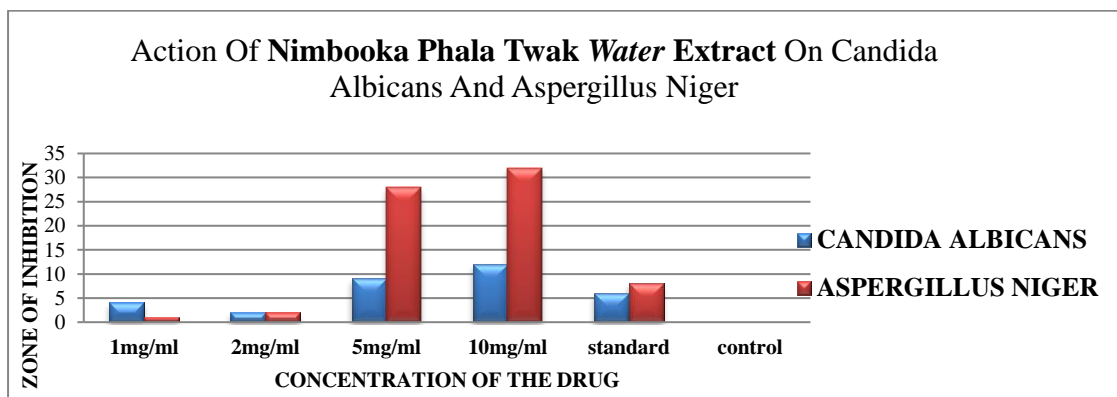 Action Of Nimbooka Phala Twak Water Extract On Candida
Albicans And Aspergillus Niger
ZONE OF INHIBITION
35
30
25
20
15
10
5
0
1mg/ml 2mg/ml 5mg/ml 10mg/ml standard control
CONCENTRATION OF THE DRUG
CANDIDA ALBICANS
ASPERGILLUS NIGER